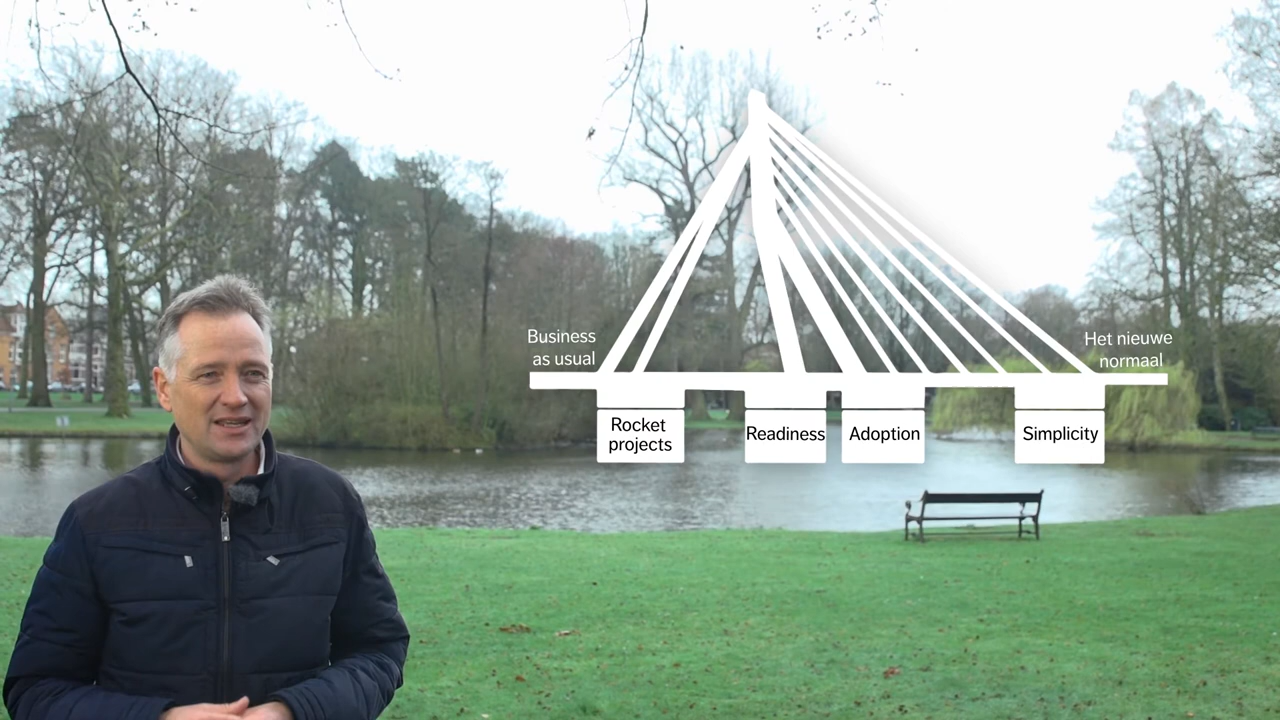 Business
as usual
Het nieuwe
normaal
Rocket
projects
Readiness
Adoption
Simplicity